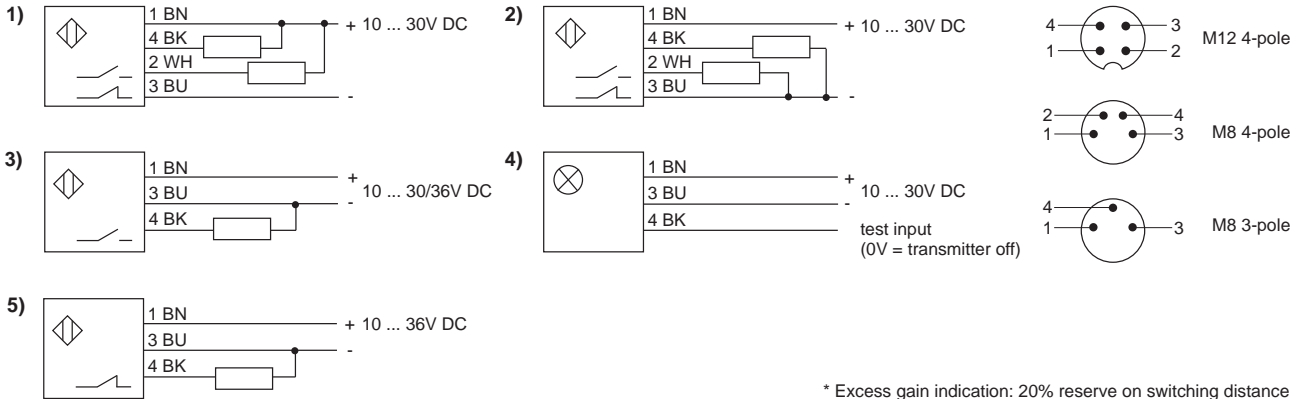 1)
1 BN
4 BK
2 WH
3 BU
+ 10 ... 30V DC
-
2)
1 BN
4 BK
2 WH
3 BU
+ 10 ... 30V DC
-
4 3
1 2
M12 4-pole
2 4
1 3
M8 4-pole
3)
1 BN
3 BU
4 BK
+
- 10 ... 30/36V DC
4)
1 BN
3 BU
4 BK
+
- 10 ... 30V DC
test input
(0V = transmitter off)
4
1 3
M8 3-pole
5)
1 BN
3 BU
4 BK
+ 10 ... 36V DC
-
* Excess gain indication: 20% reserve on switching distance